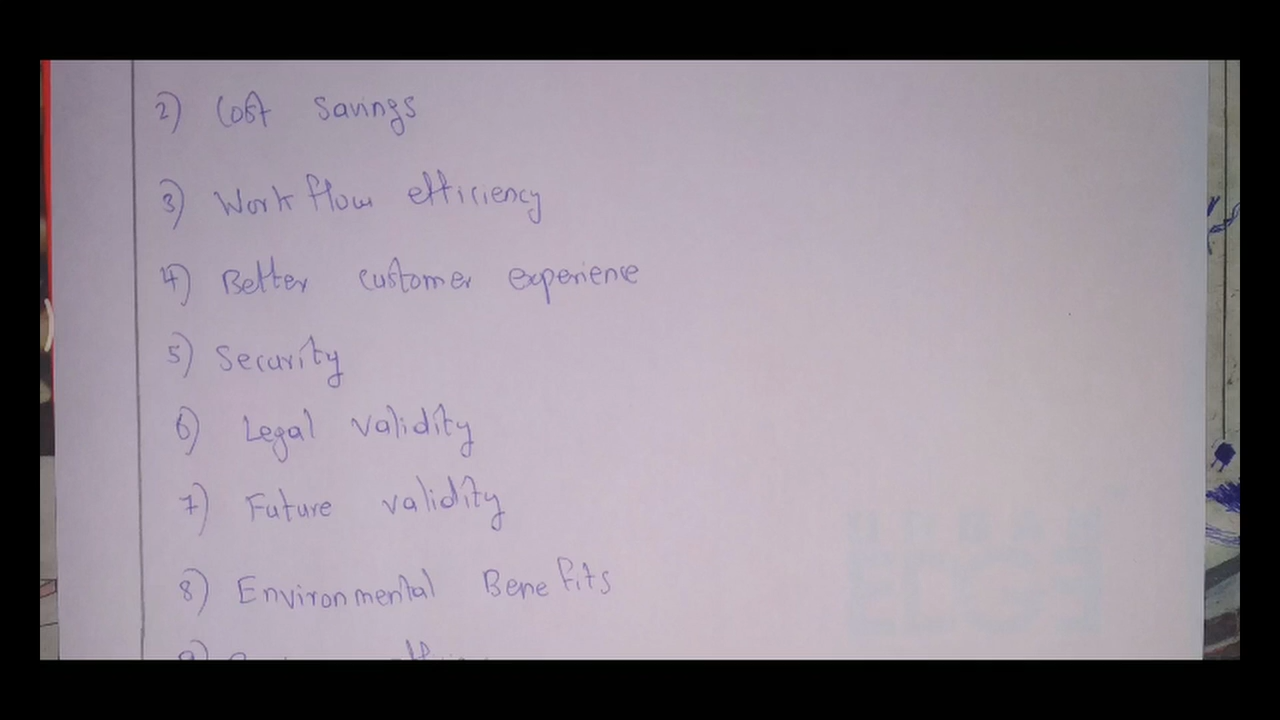 2) Cost Savings
3) Work flow efficiency
4) Better customer experience
5) Security
6) Legal validity
7) Future validity
8) Environmental Benefits